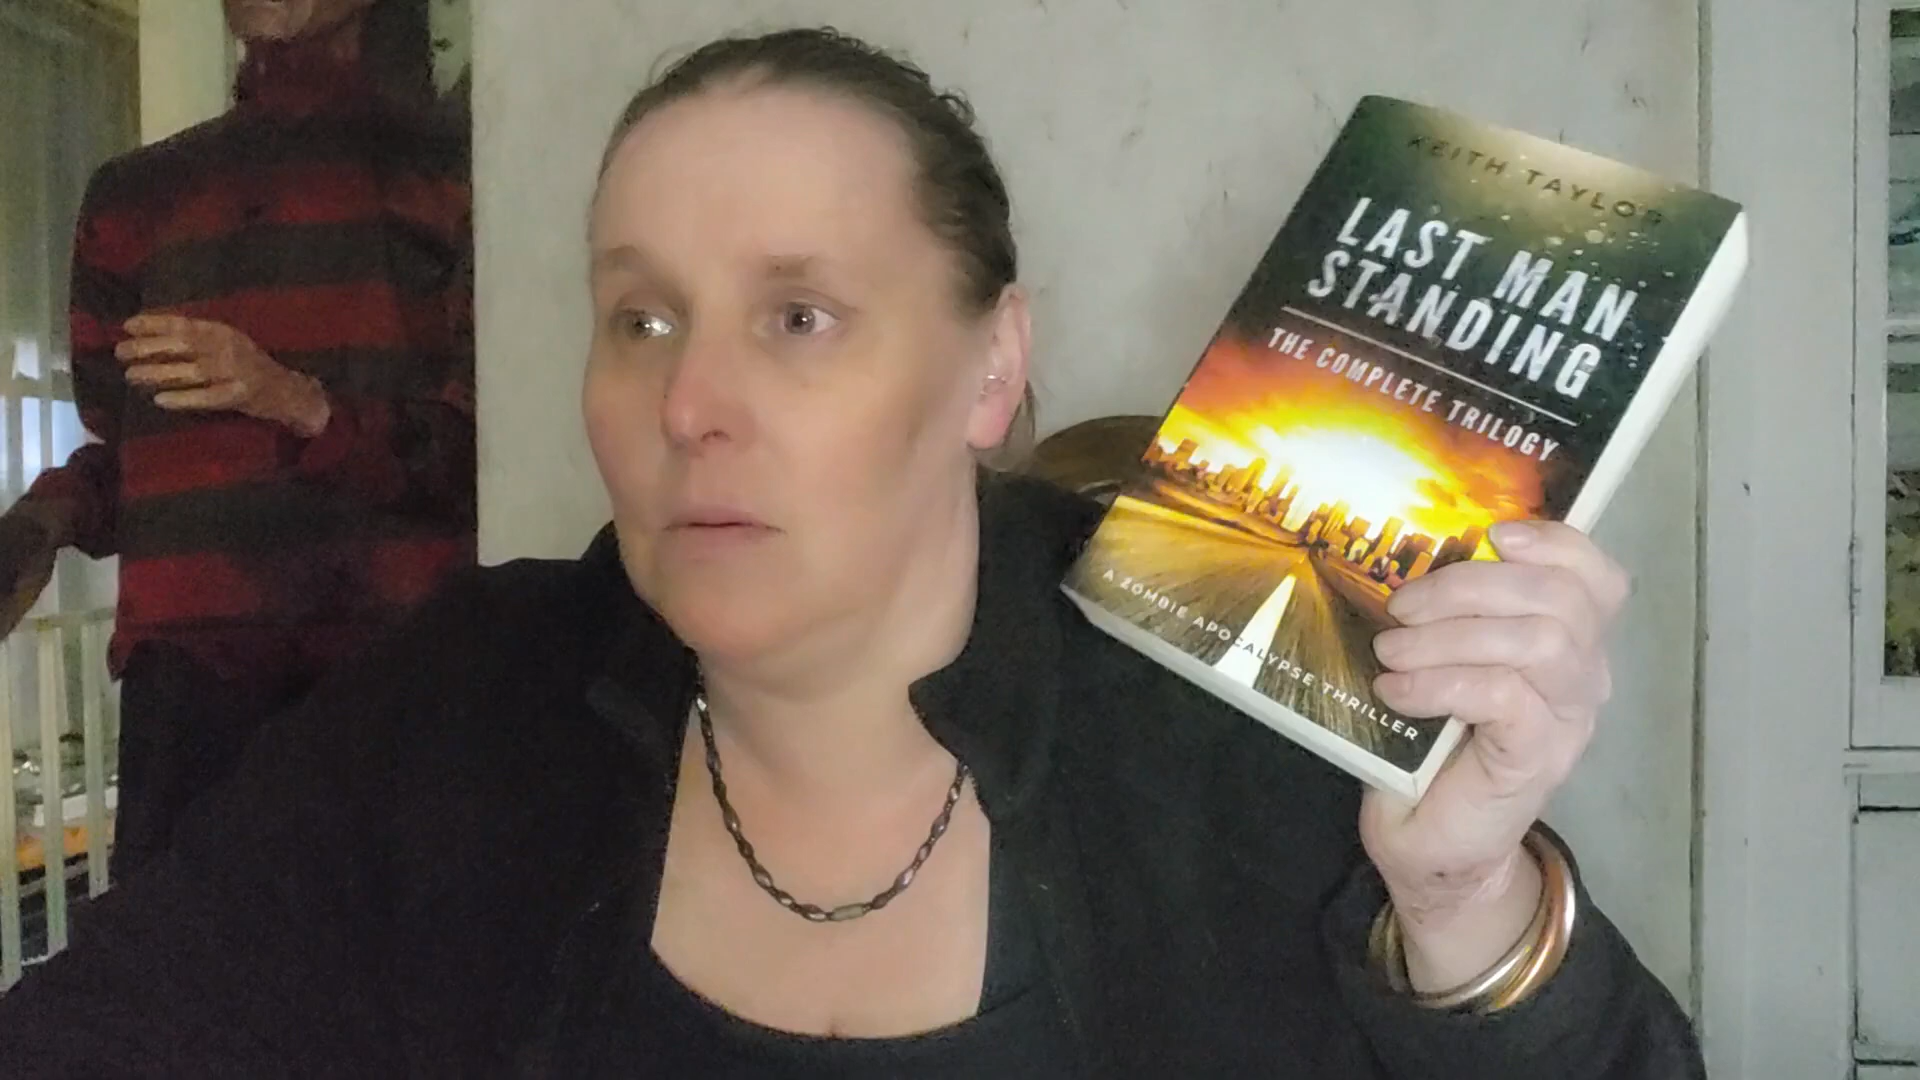 KEITH TAYLOR
LAST MAN
STANDING
THE COMPLETE TRILOGY
A ZOMBIE APOCALYPSE THRILLER